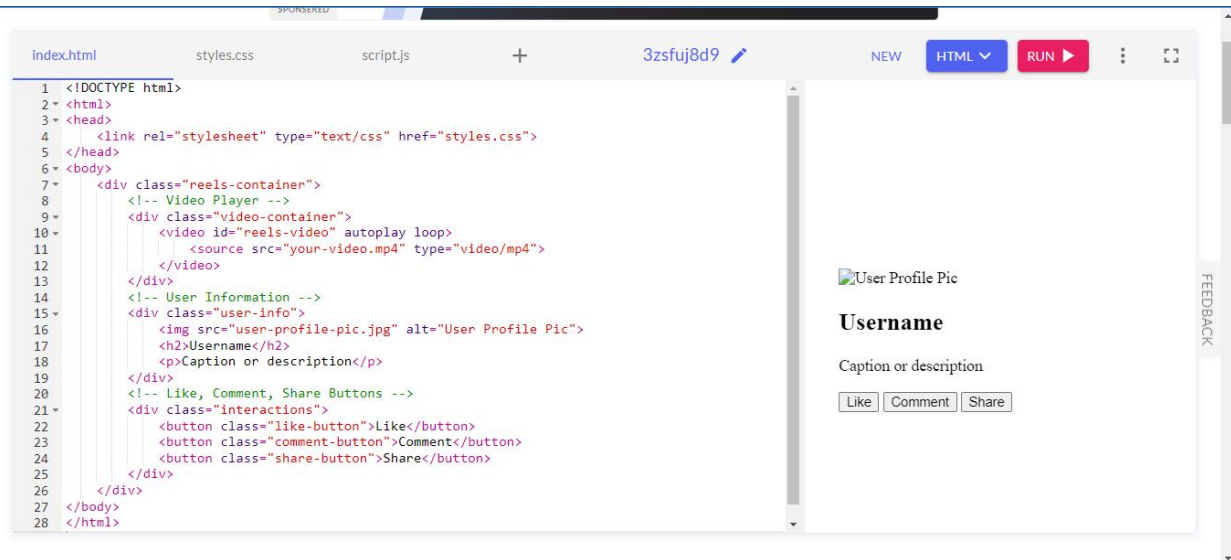 SPONSERED
index.html styles.css script.js + 3zsfuj8d9 NEW HTML RUN
1 <!DOCTYPE html>
2 <html>
3 <head>
4     <link rel="stylesheet" type="text/css" href="styles.css">
5 </head>
6 <body>
7     <div class="reels-container">
8         <!-- Video Player -->
9         <div class="video-container">
10             <video id="reels-video" autoplay loop>
11                 <source src="your-video.mp4" type="video/mp4">
12             </video>
13         </div>
14         <!-- User Information -->
15         <div class="user-info">
16             <img src="user-profile-pic.jpg" alt="User Profile Pic">
17             <h2>Username</h2>
18             <p>Caption or description</p>
19         </div>
20         <!-- Like, Comment, Share Buttons -->
21         <div class="interactions">
22             <button class="like-button">Like</button>
23             <button class="comment-button">Comment</button>
24             <button class="share-button">Share</button>
25         </div>
26     </div>
27 </body>
28 </html>
User Profile Pic
Username
Caption or description
Like Comment Share
FEEDBACK